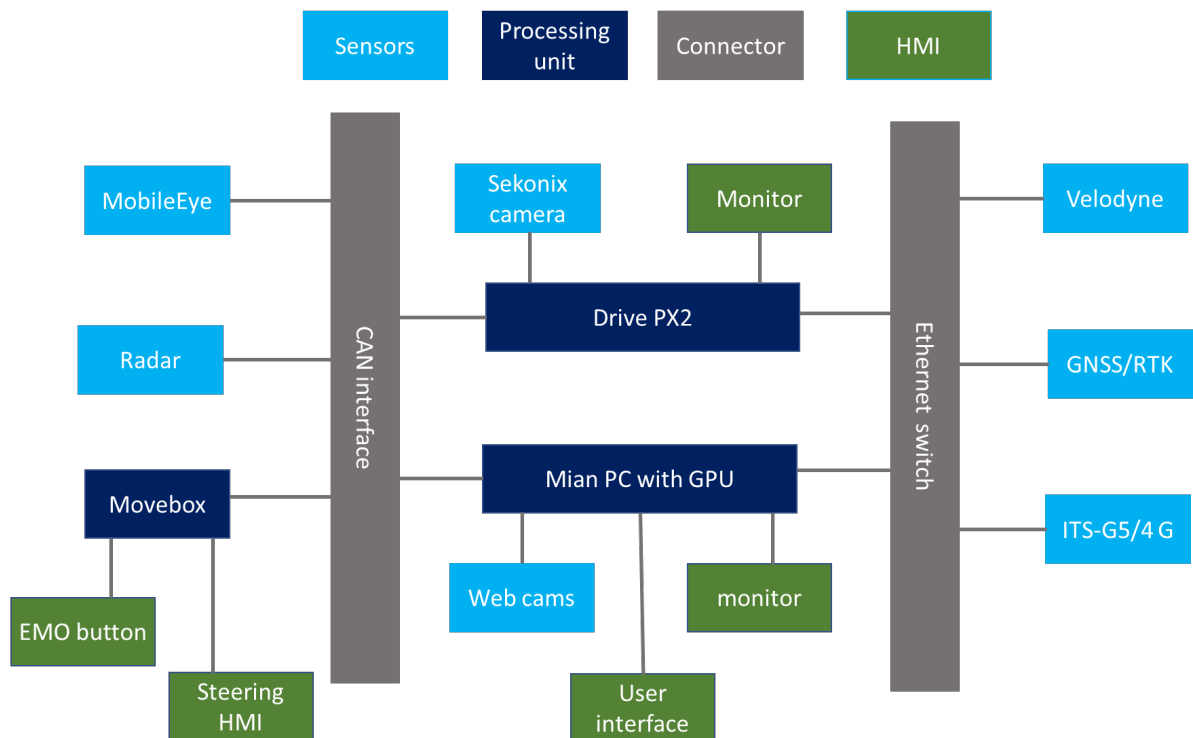 Sensors
Processing
unit
Connector
HMI
MobileEye
Sekonix
camera
Monitor
Velodyne
Drive PX2
Radar
CAN interface
Ethernet switch
GNSS/RTK
Movebox
Mian PC with GPU
ITS-G5/4 G
EMO button
Web cams
monitor
Steering
HMI
User
interface